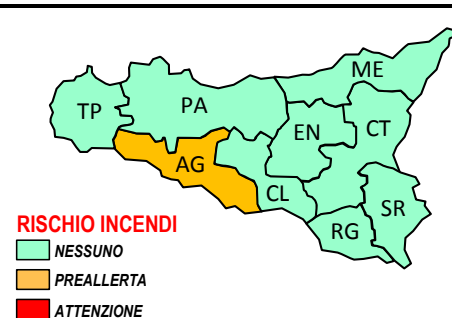 ME
TP
PA
EN
CT
AG
CL
SR
RG
RISCHIO INCENDI
NESSUNO
PREALLERTA
ATTENZIONE